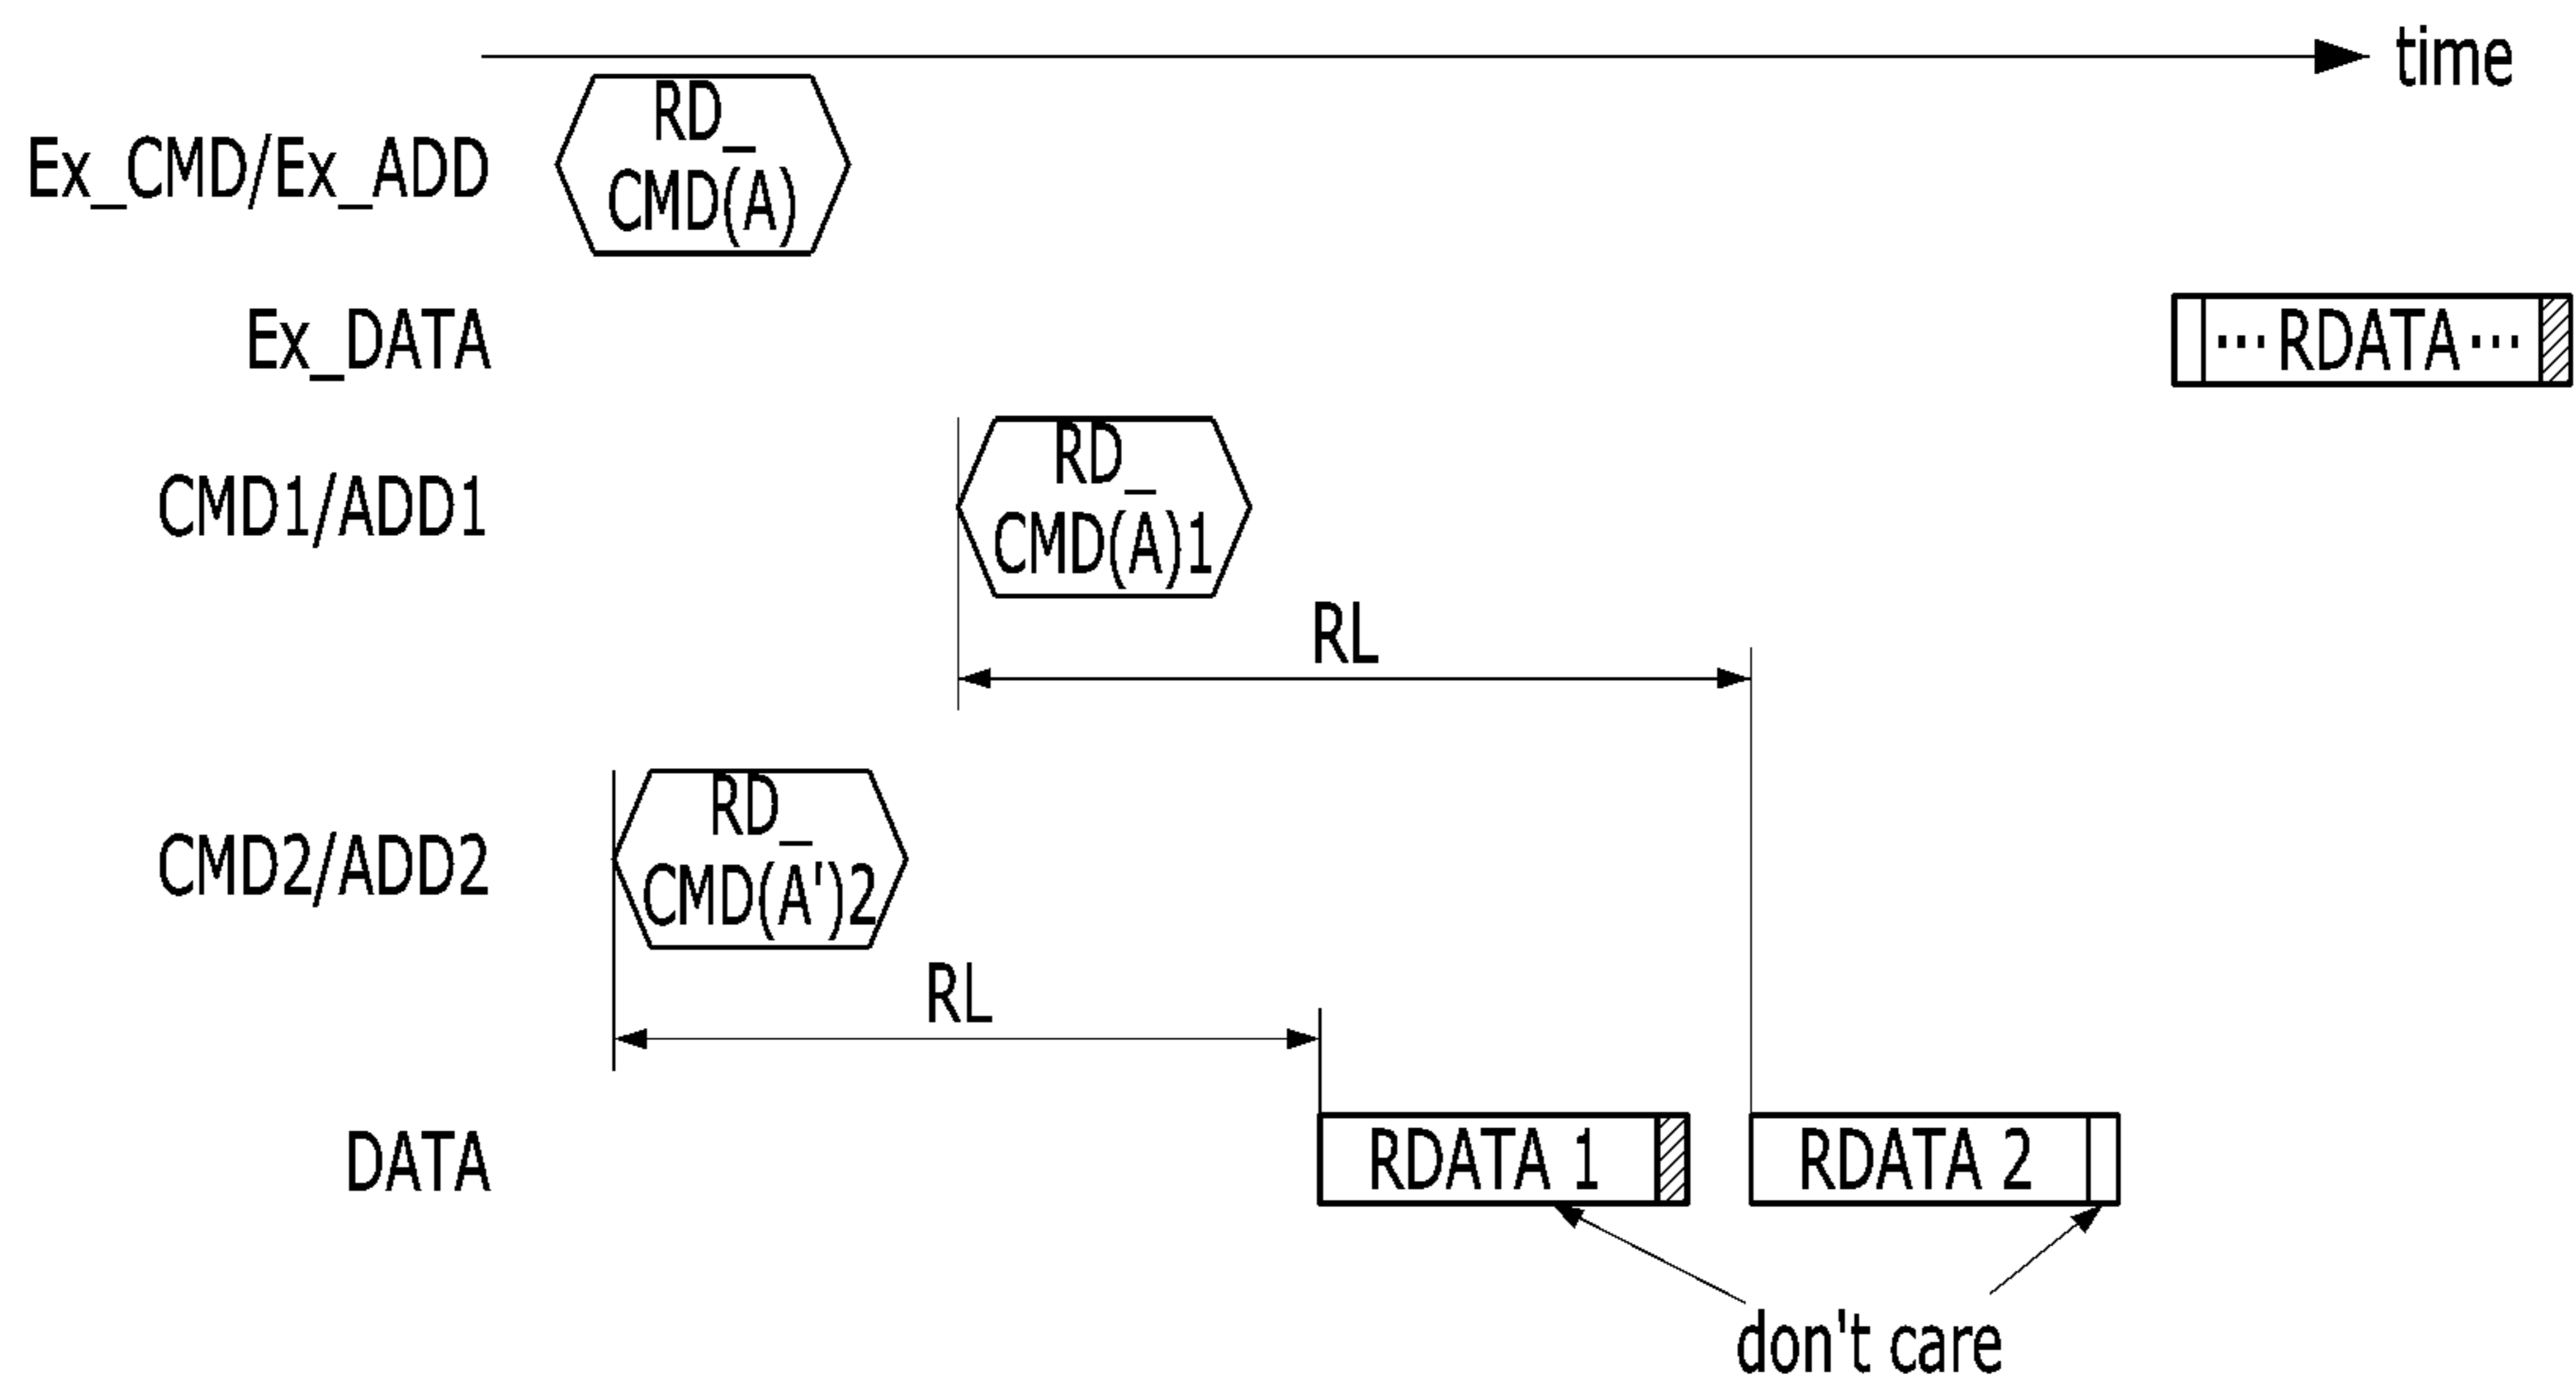 time
RD_
CMD(A)
Ex_CMD/Ex_ADD
Ex_DATA
···RDATA···
RD_
CMD(A)1
CMD1/ADD1
RL
RD_
CMD(A')2
CMD2/ADD2
RL
DATA
RDATA 1
RDATA 2
don't care